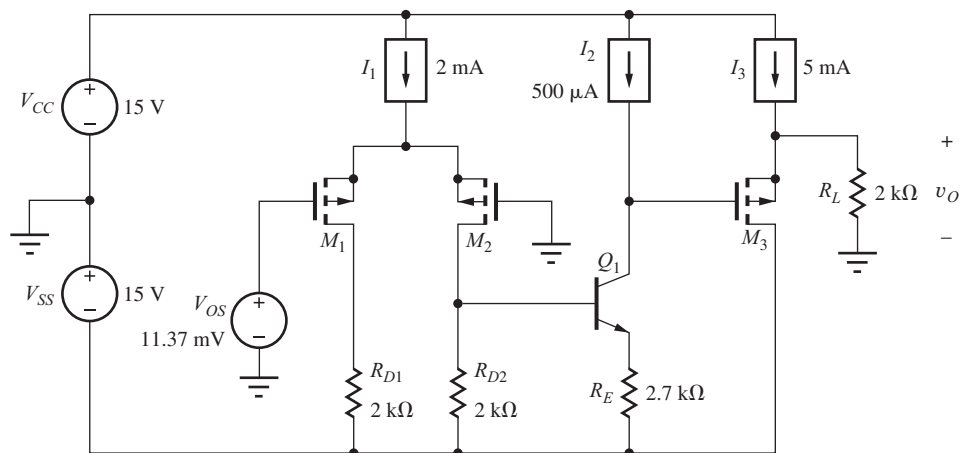 I1 2 mA
I2
500 µA
I3 5 mA
VCC + − 15 V
+
RL 2 kΩ vO
−
M1
M2
M3
VSS + − 15 V
VOS + −
11.37 mV
Q1
RD1
2 kΩ
RD2
2 kΩ
RE 2.7 kΩ